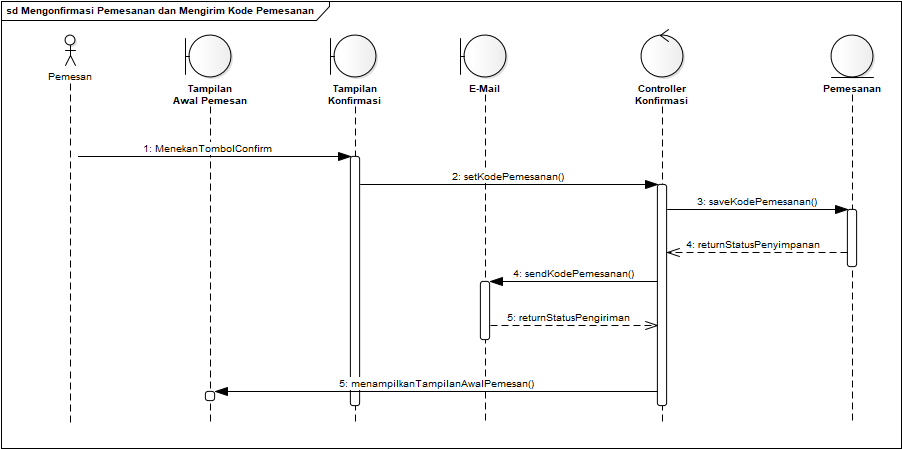 sd Mengonfirmasi Pemesanan dan Mengirim Kode Pemesanan
Pemesan
Tampilan
Awal Pemesan
Tampilan
Konfirmasi
E-Mail
Controller
Konfirmasi
Pemesanan
1: MenekanTombolConfirm
2: setKodePemesanan()
3: saveKodePemesanan()
4: returnStatusPenyimpanan
4: sendKodePemesanan()
5: returnStatusPengiriman
5: menampilkanTampilanAwalPemesan()